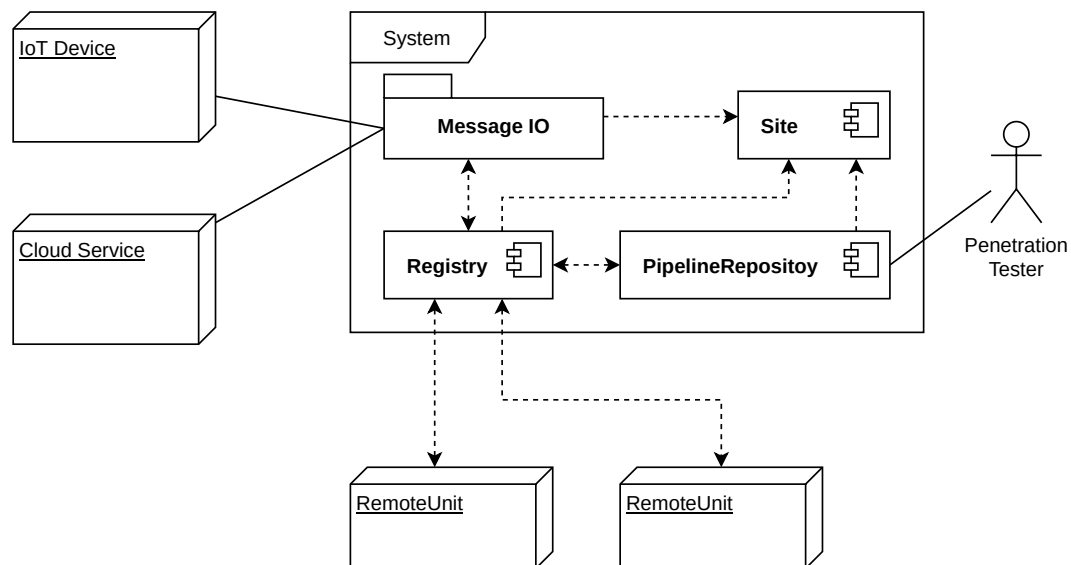 IoT Device
System
Message IO
Site
Cloud Service
Registry
PipelineRepositoy
Penetration
Tester
RemoteUnit
RemoteUnit